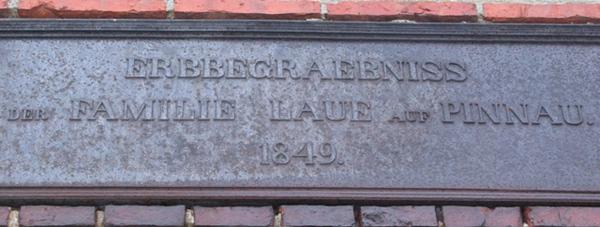 ERBBEGRAEBNISS
DER FAMILIE LAUE AUF PINNAU.
1849.